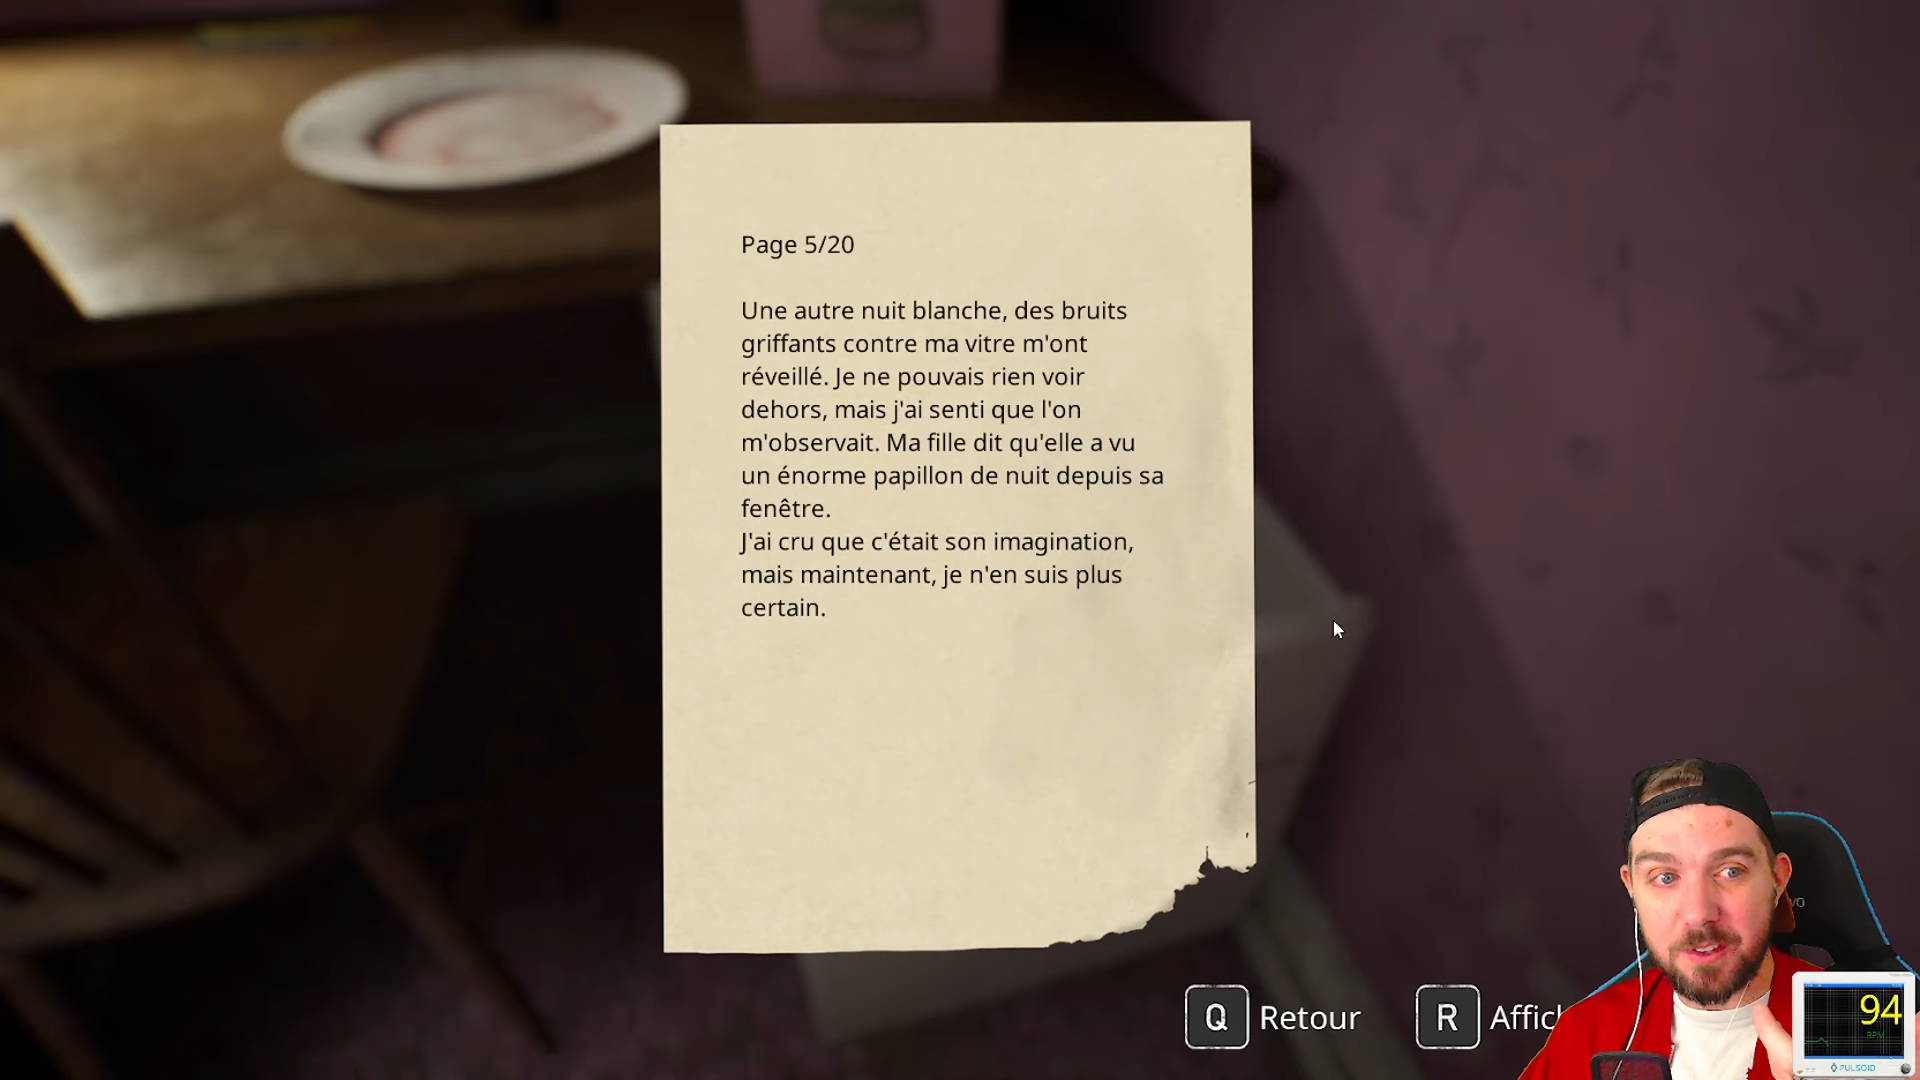 Page 5/20
Une autre nuit blanche, des bruits
griffants contre ma vitre m'ont
réveillé. Je ne pouvais rien voir
dehors, mais j'ai senti que l'on
m'observait. Ma fille dit qu'elle a vu
un énorme papillon de nuit depuis sa
fenêtre.
J'ai cru que c'était son imagination,
mais maintenant, je n'en suis plus
certain.
Q Retour
R
94
BPM
PULSOID